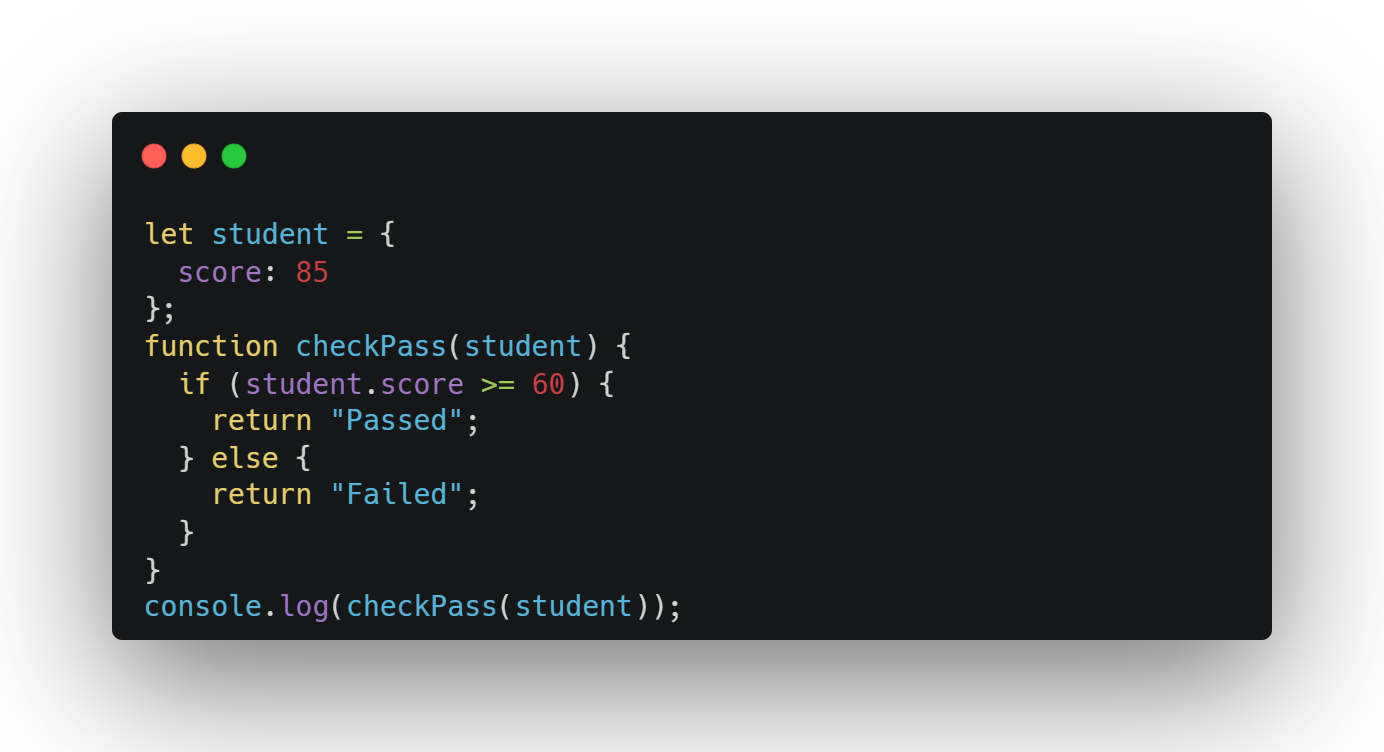 let student = {
  score: 85
};
function checkPass(student) {
  if (student.score >= 60) {
    return "Passed";
  } else {
    return "Failed";
  }
}
console.log(checkPass(student));